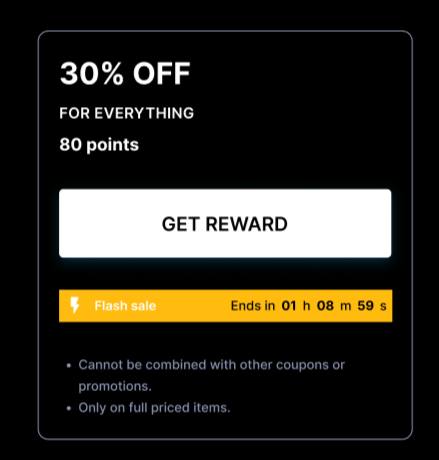 30% OFF
FOR EVERYTHING
80 points
GET REWARD
Flash sale Ends in 01 h 08 m 59 s
• Cannot be combined with other coupons or
promotions.
• Only on full priced items.